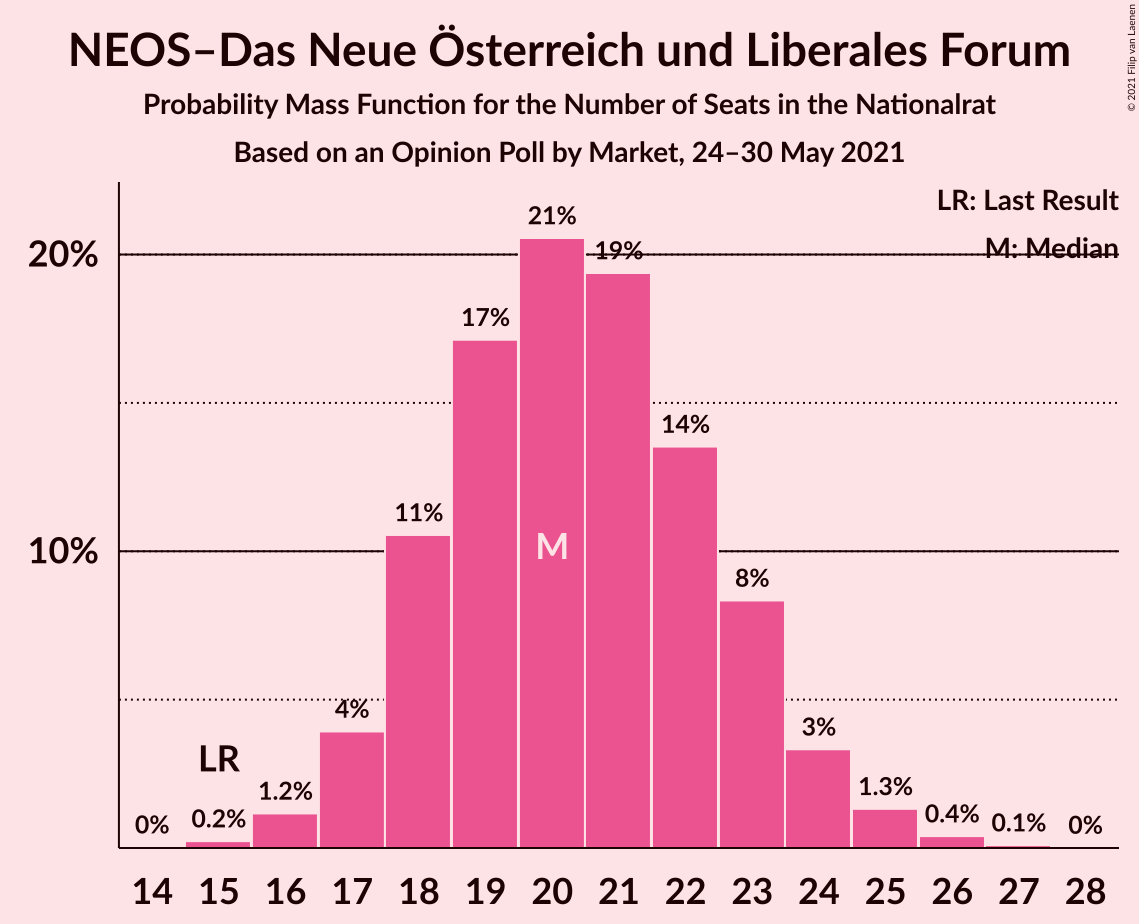 NEOS–Das Neue Österreich und Liberales Forum
Probability Mass Function for the Number of Seats in the Nationalrat
Based on an Opinion Poll by Market, 24–30 May 2021
© 2021 Filip van Laenen
LR: Last Result
M: Median
20%
10%
0%
0.2%
1.2%
4%
11%
17%
21%
19%
14%
8%
3%
1.3%
0.4%
0.1%
0%
LR
M
14 15 16 17 18 19 20 21 22 23 24 25 26 27 28